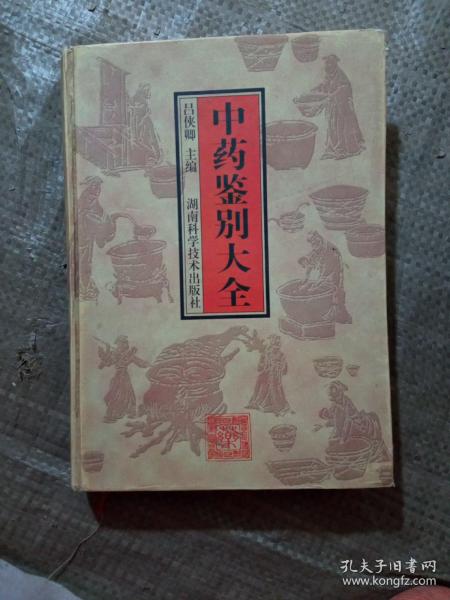 中药鉴别大全
吕侠卿 主编 湖南科学技术出版社
藥
孔夫子旧书网
www.kongfz.com